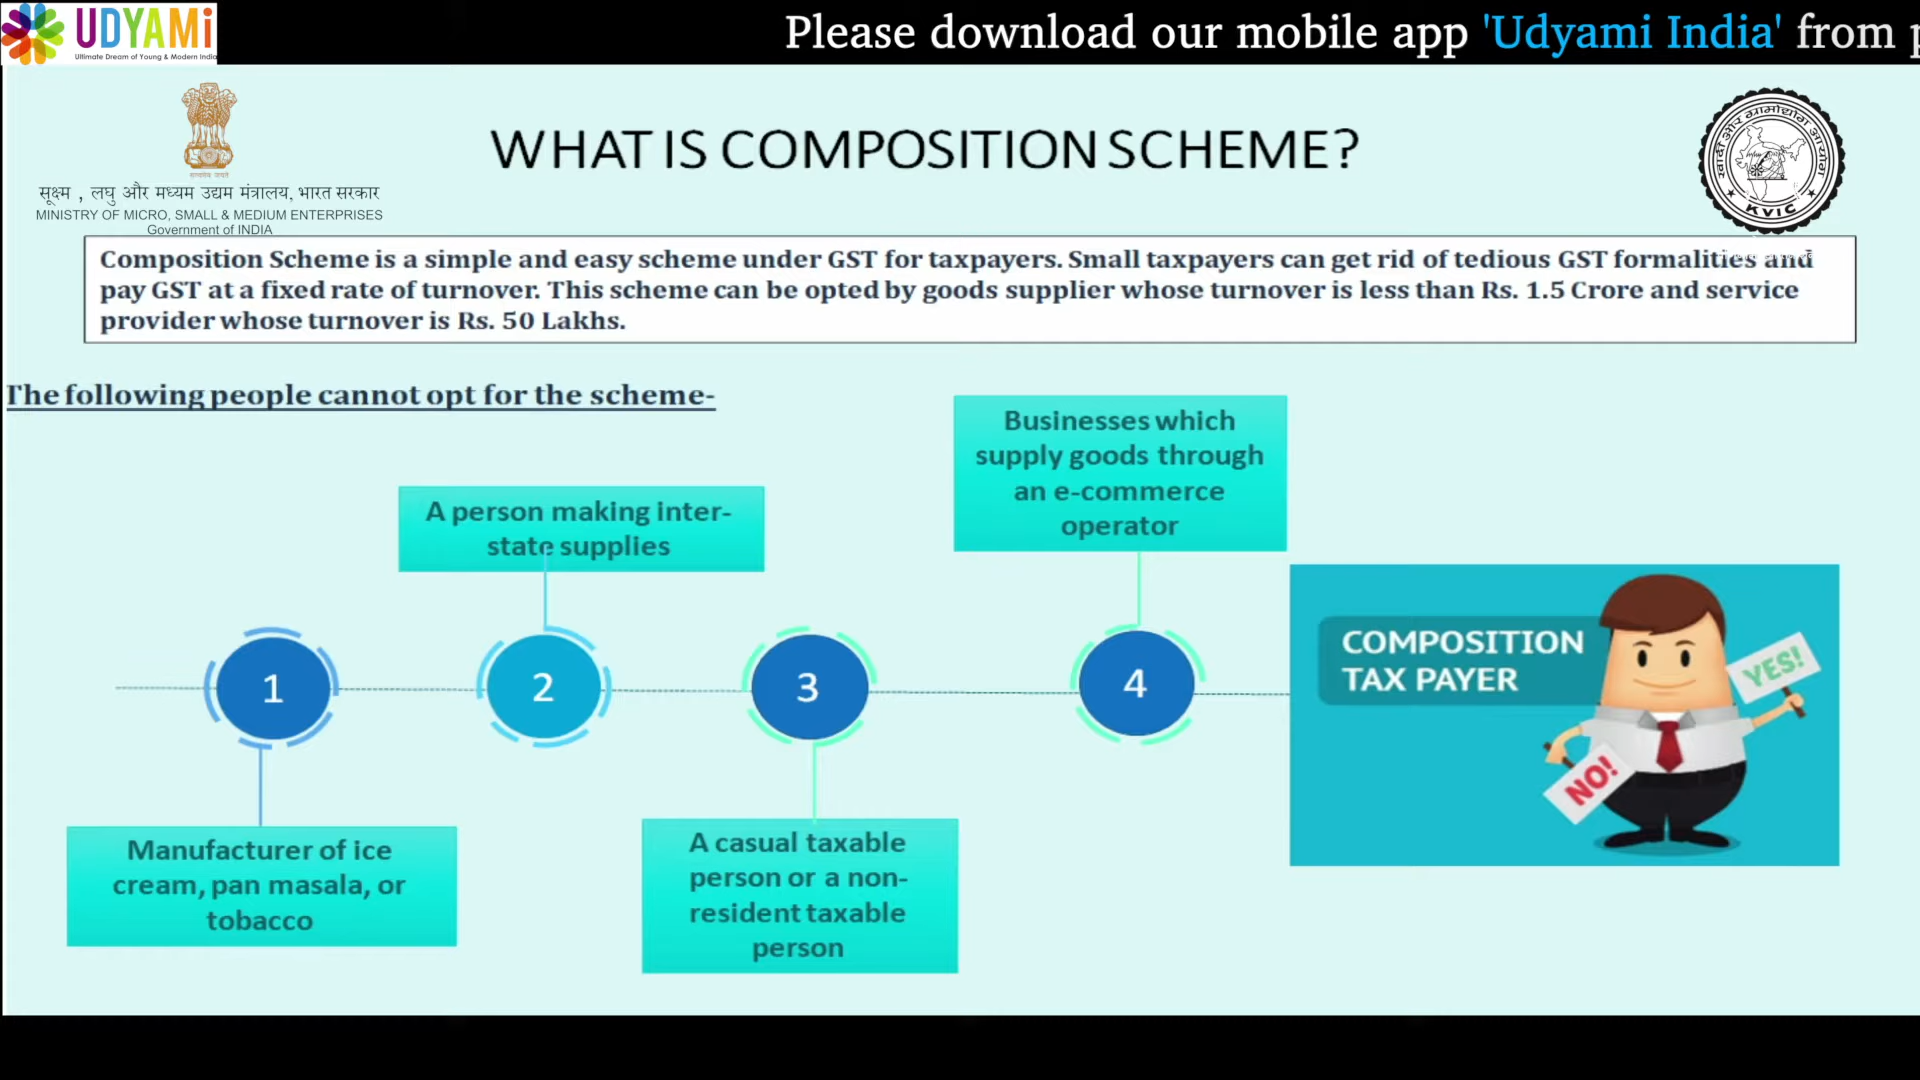 UDYAMi
Ultimate Dream of Young & Modern India
Please download our mobile app 'Udyami India' from
सूक्ष्म , लघु और मध्यम उद्यम मंत्रालय, भारत सरकार
MINISTRY OF MICRO, SMALL & MEDIUM ENTERPRISES
Government of INDIA
WHAT IS COMPOSITION SCHEME?
खादी और ग्रामोद्योग आयोग
KVIC
Composition Scheme is a simple and easy scheme under GST for taxpayers. Small taxpayers can get rid of tedious GST formalities and
pay GST at a fixed rate of turnover. This scheme can be opted by goods supplier whose turnover is less than Rs. 1.5 Crore and service
provider whose turnover is Rs. 50 Lakhs.
The following people cannot opt for the scheme-
Businesses which
supply goods through
an e-commerce
operator
A person making inter-
state supplies
1
2
3
4
Manufacturer of ice
cream, pan masala, or
tobacco
A casual taxable
person or a non-
resident taxable
person
COMPOSITION
TAX PAYER
YES!
NO!